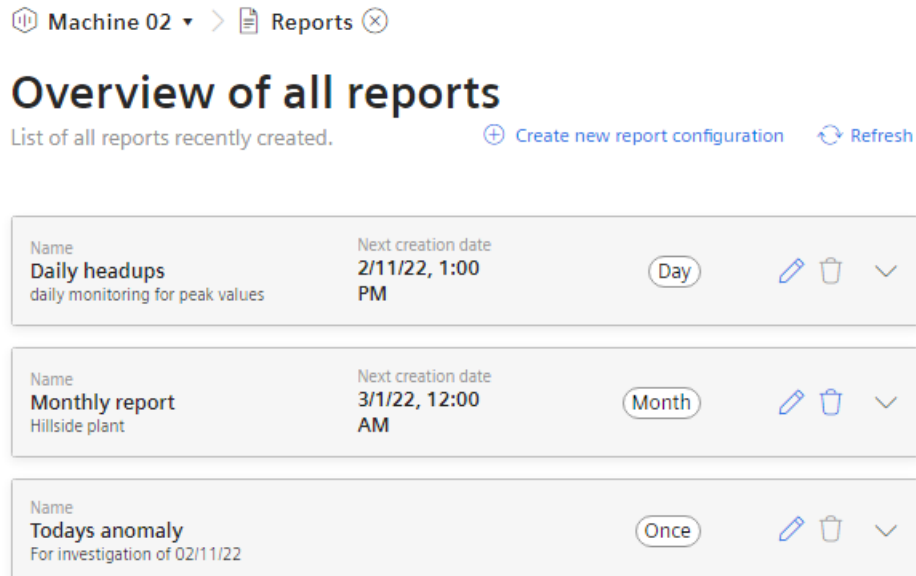 Machine 02 Reports
Overview of all reports
List of all reports recently created.
Create new report configuration Refresh
Name
Daily headups
daily monitoring for peak values
Next creation date
2/11/22, 1:00
PM
Day
Name
Monthly report
Hillside plant
Next creation date
3/1/22, 12:00
AM
Month
Name
Todays anomaly
For investigation of 02/11/22
Once